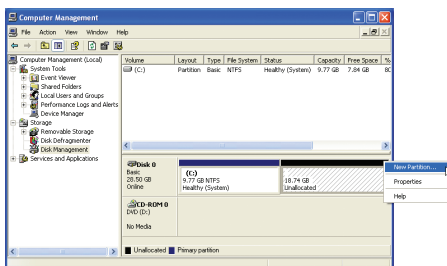 Computer Management
File Action View Window Help
Computer Management (Local)
System Tools
Event Viewer
Shared Folders
Local Users and Groups
Performance Logs and Alerts
Device Manager
Storage
Removable Storage
Disk Defragmenter
Disk Management
Services and Applications
Volume Layout Type File System Status Capacity Free Space %
(C:) Partition Basic NTFS Healthy (System) 9.77 GB 7.84 GB 80
Disk 0
Basic
28.50 GB
Online
(C:)
9.77 GB NTFS
Healthy (System)
18.74 GB
Unallocated
CD-ROM 0
DVD (D:)
No Media
Unallocated Primary partition
New Partition...
Properties
Help